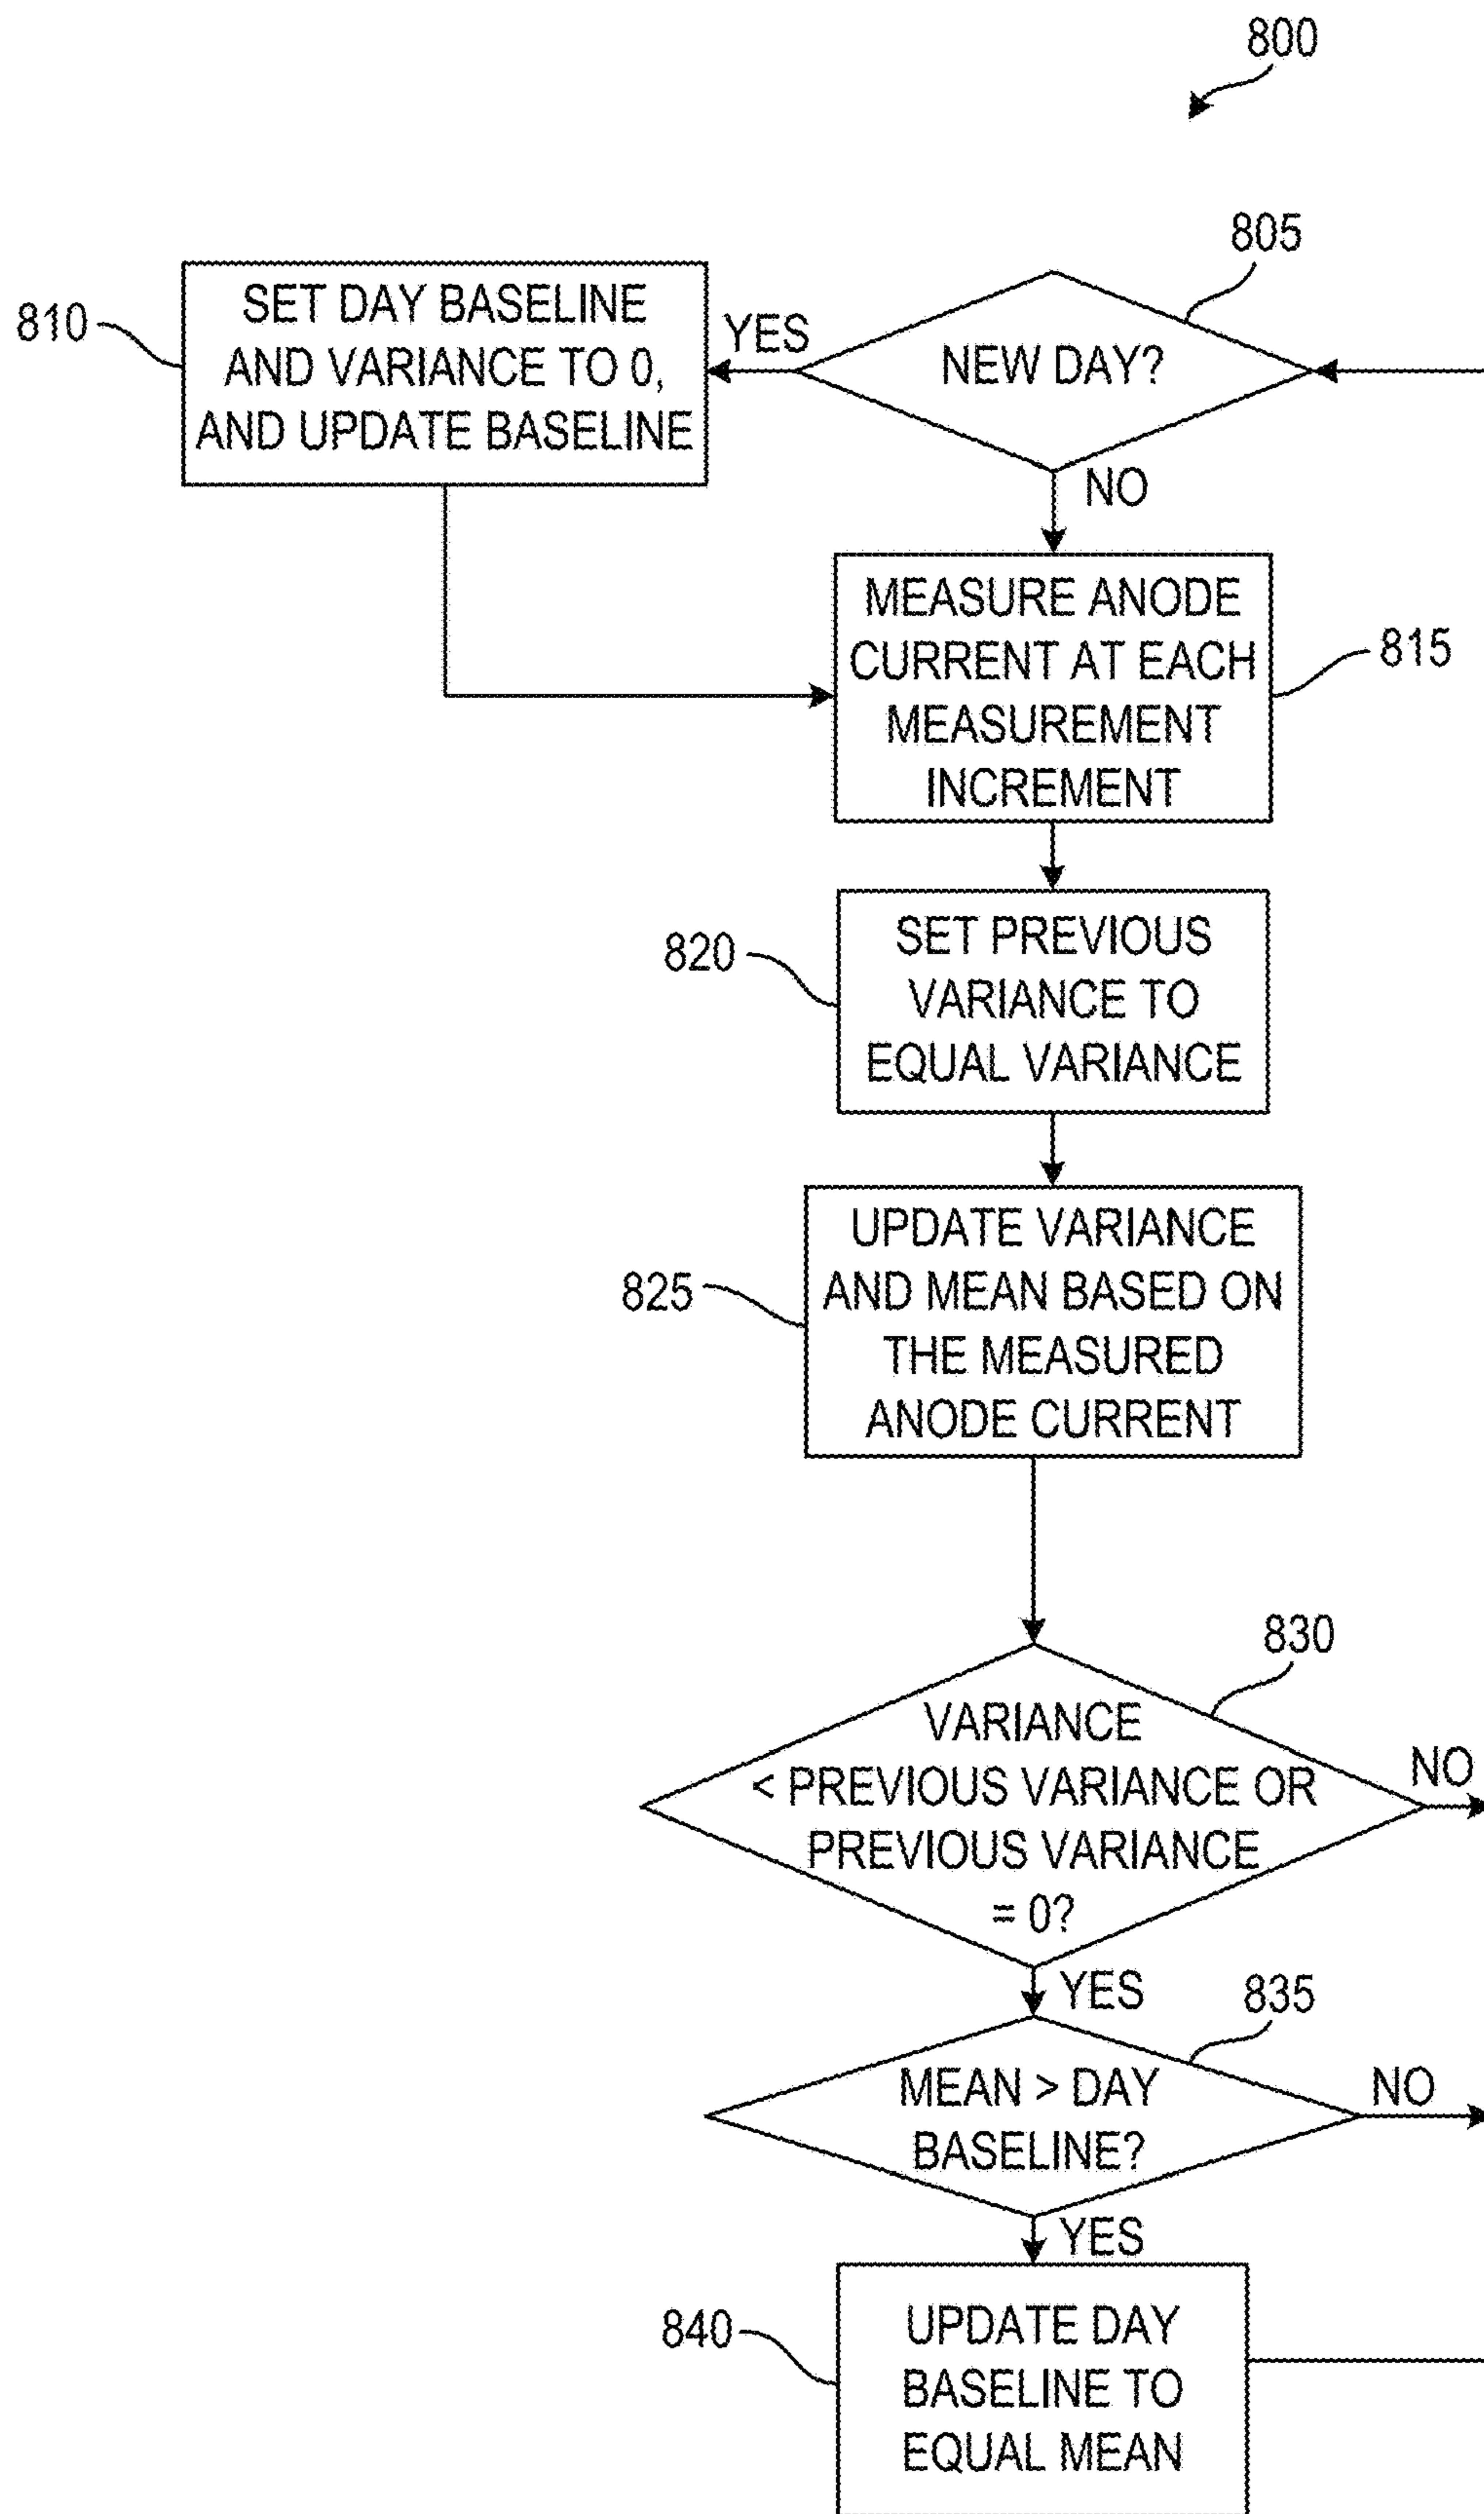 800
805
NEW DAY?
YES
NO
810
SET DAY BASELINE
AND VARIANCE TO 0,
AND UPDATE BASELINE
MEASURE ANODE
CURRENT AT EACH
MEASUREMENT
INCREMENT
815
820
SET PREVIOUS
VARIANCE TO
EQUAL VARIANCE
825
UPDATE VARIANCE
AND MEAN BASED ON
THE MEASURED
ANODE CURRENT
830
VARIANCE
< PREVIOUS VARIANCE OR
PREVIOUS VARIANCE
= 0?
NO
YES
835
MEAN > DAY
BASELINE?
NO
YES
840
UPDATE DAY
BASELINE TO
EQUAL MEAN